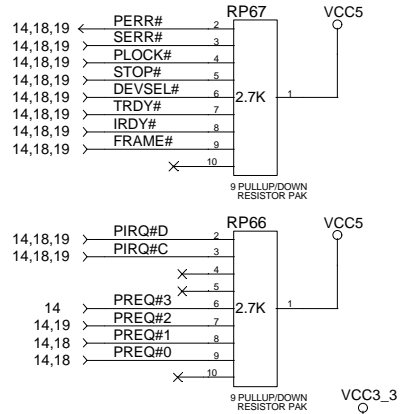 RP67 VCC5
14,18,19 PERR# 2
14,18,19 SERR# 3
14,18,19 PLOCK# 4
14,18,19 STOP# 5
14,18,19 DEVSEL# 6 2.7K 1
14,18,19 TRDY# 7
14,18,19 IRDY# 8
14,18,19 FRAME# 9
10
9 PULLUP/DOWN
RESISTOR PAK
RP66 VCC5
14,18,19 PIRQ#D 2
14,18,19 PIRQ#C 3
4
5
14 PREQ#3 6 2.7K 1
14,19 PREQ#2 7
14,18 PREQ#1 8
14,18 PREQ#0 9
10
9 PULLUP/DOWN
RESISTOR PAK
VCC3_3